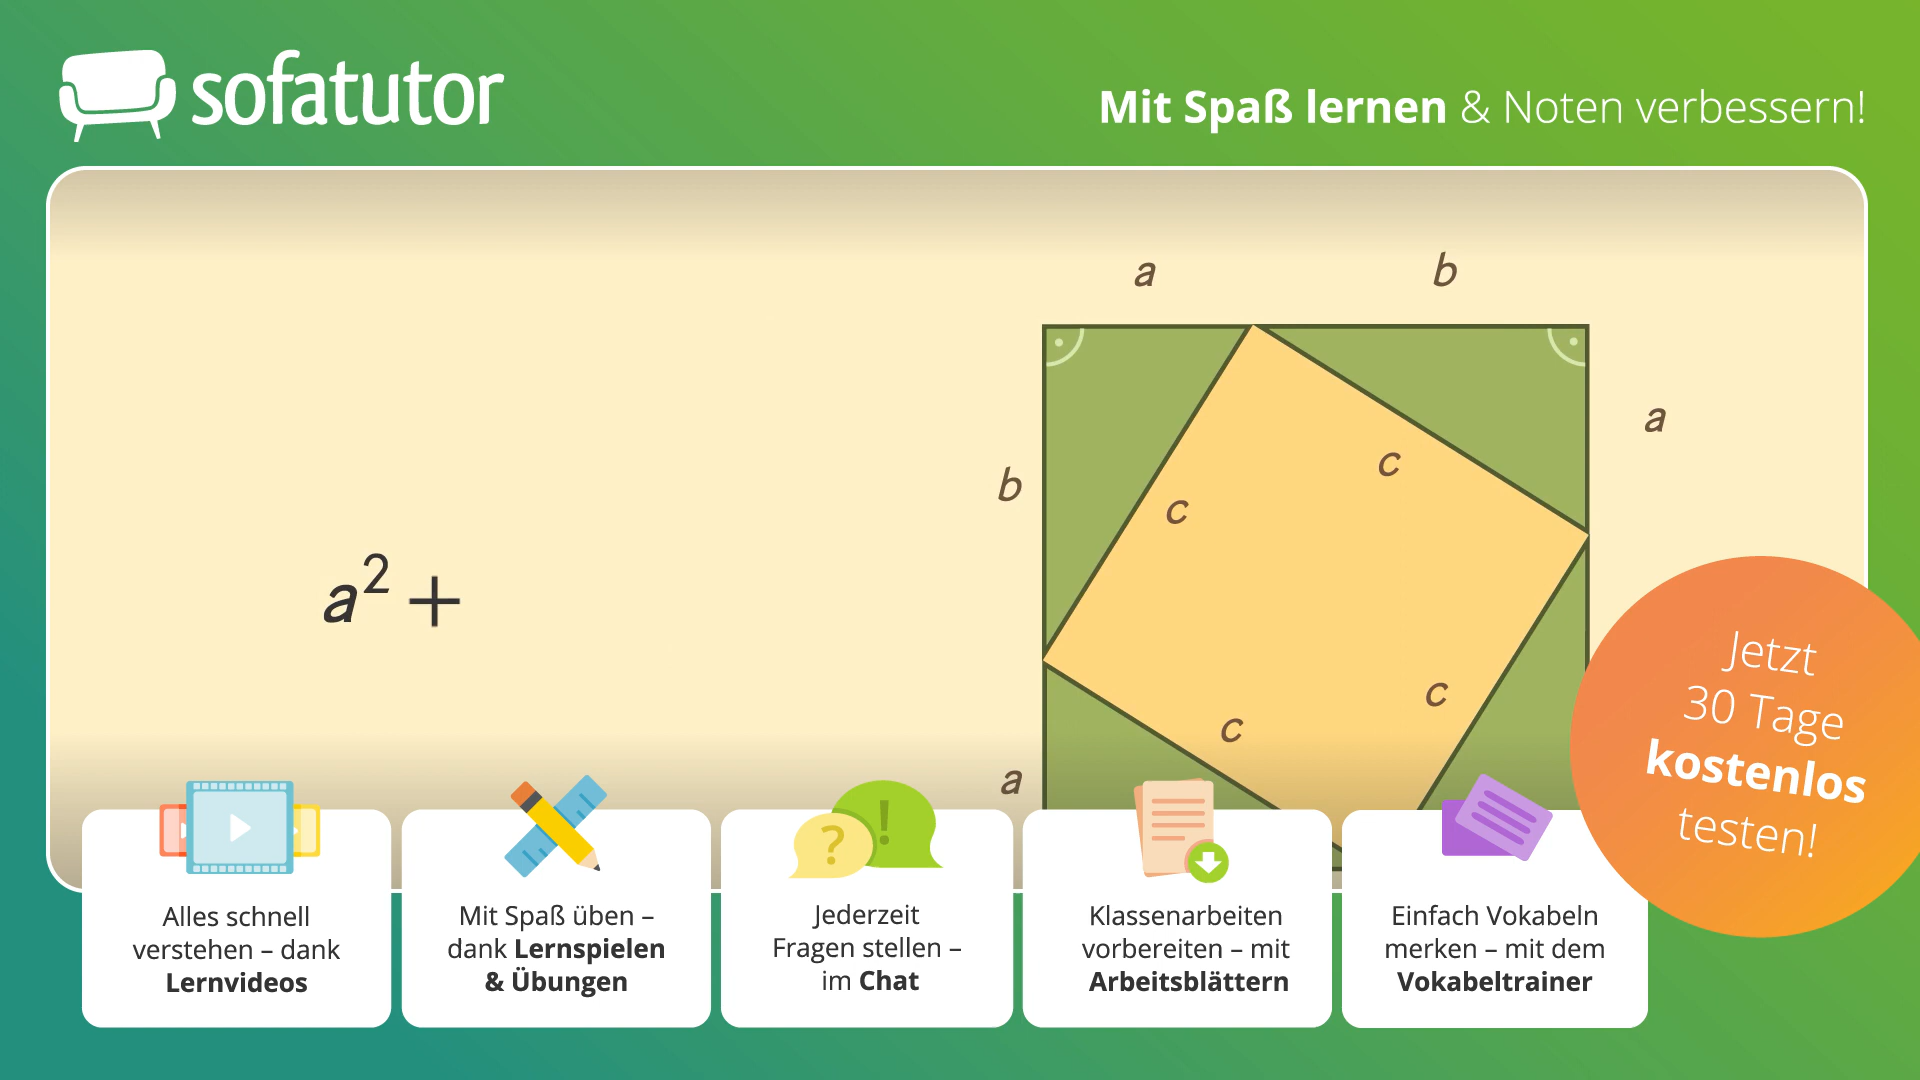 sofatutor
Mit Spaß lernen & Noten verbessern!
a b
a
b
c
c
a² +
c
c
a
Jetzt
30 Tage
kostenlos
testen!
? !
Alles schnell
verstehen – dank
Lernvideos
Mit Spaß üben –
dank Lernspielen
& Übungen
Jederzeit
Fragen stellen –
im Chat
Klassenarbeiten
vorbereiten – mit
Arbeitsblättern
Einfach Vokabeln
merken – mit dem
Vokabeltrainer